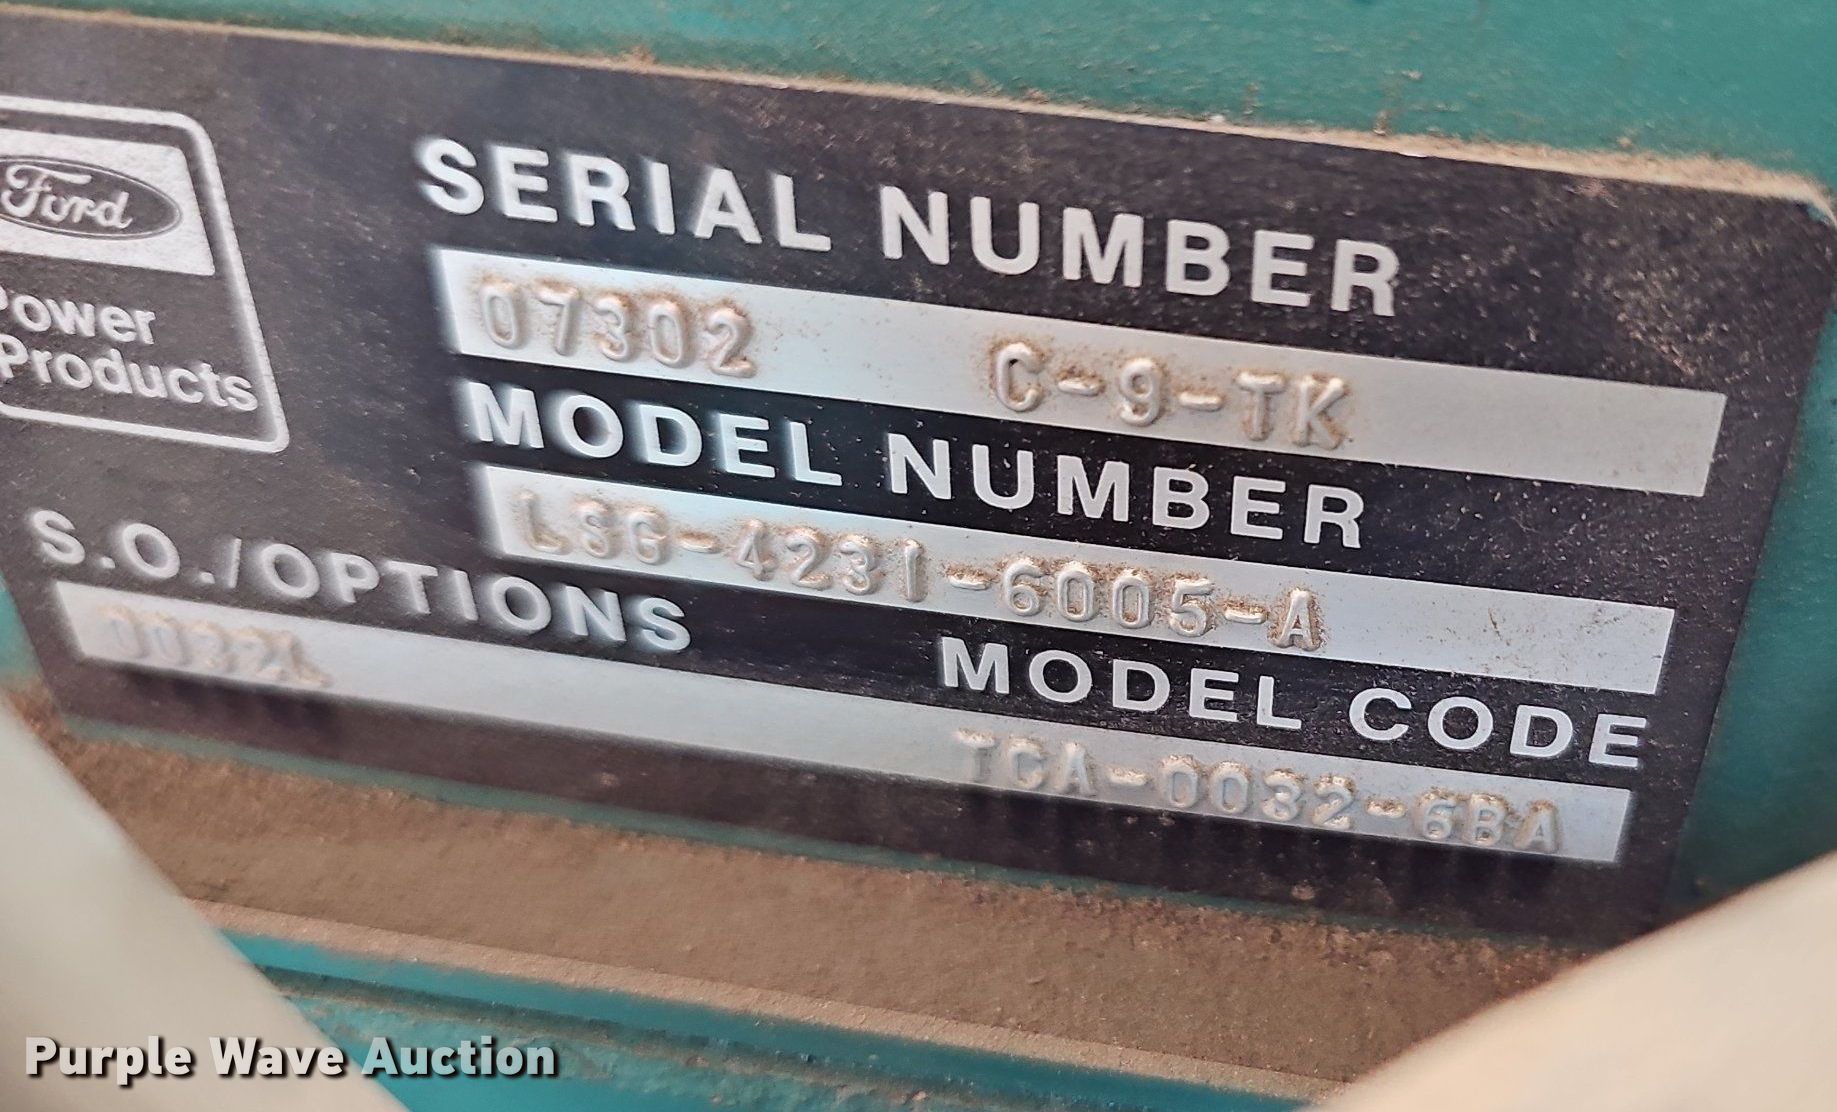 Ford
Power
Products
SERIAL NUMBER
07302 C-9-TK
MODEL NUMBER
LSG-4231-6005-A
S.O./OPTIONS
MODEL CODE
TCA-0032-6BA
Purple Wave Auction